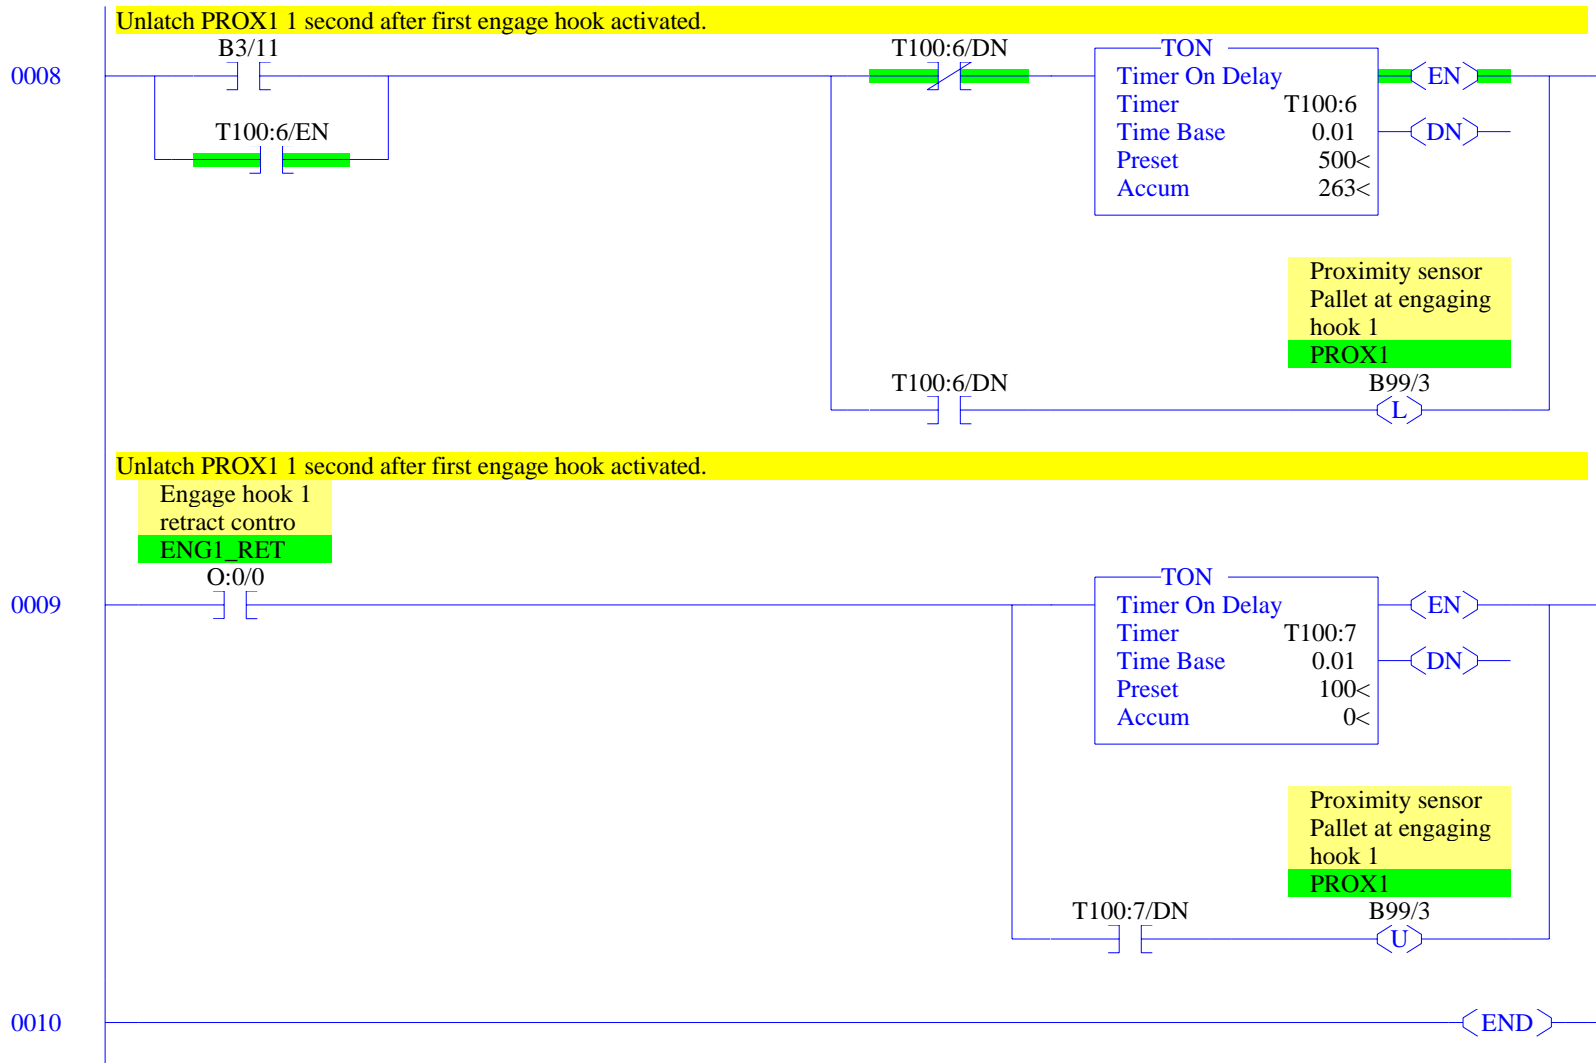 Unlatch PROX1 1 second after first engage hook activated.
B3/11
T100:6/DN
TON
0008
Timer On Delay
EN
Timer T100:6
T100:6/EN
Time Base 0.01
DN
Preset 500<
Accum 263<
Proximity sensor
Pallet at engaging
hook 1
PROX1
T100:6/DN
B99/3
L
Unlatch PROX1 1 second after first engage hook activated.
Engage hook 1
retract contro
ENG1_RET
O:0/0
TON
0009
Timer On Delay
EN
Timer T100:7
Time Base 0.01
DN
Preset 100<
Accum 0<
Proximity sensor
Pallet at engaging
hook 1
PROX1
T100:7/DN
B99/3
U
0010
END